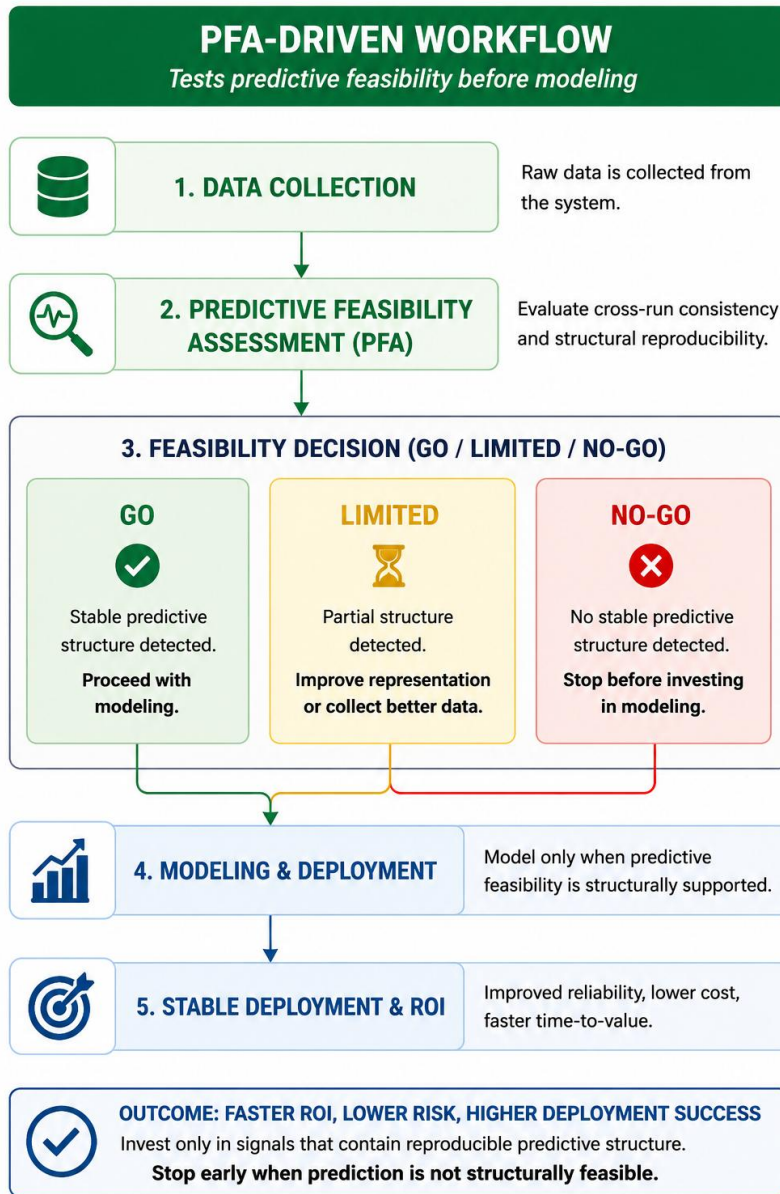 PFA-DRIVEN WORKFLOW
Tests predictive feasibility before modeling
1. DATA COLLECTION
Raw data is collected from
the system.
2. PREDICTIVE FEASIBILITY
ASSESSMENT (PFA)
Evaluate cross-run consistency
and structural reproducibility.
3. FEASIBILITY DECISION (GO / LIMITED / NO-GO)
GO
Stable predictive
structure detected.
Proceed with
modeling.
LIMITED
Partial structure
detected.
Improve representation
or collect better data.
NO-GO
No stable predictive
structure detected.
Stop before investing
in modeling.
4. MODELING & DEPLOYMENT
Model only when predictive
feasibility is structurally supported.
5. STABLE DEPLOYMENT & ROI
Improved reliability, lower cost,
faster time-to-value.
OUTCOME: FASTER ROI, LOWER RISK, HIGHER DEPLOYMENT SUCCESS
Invest only in signals that contain reproducible predictive structure.
Stop early when prediction is not structurally feasible.